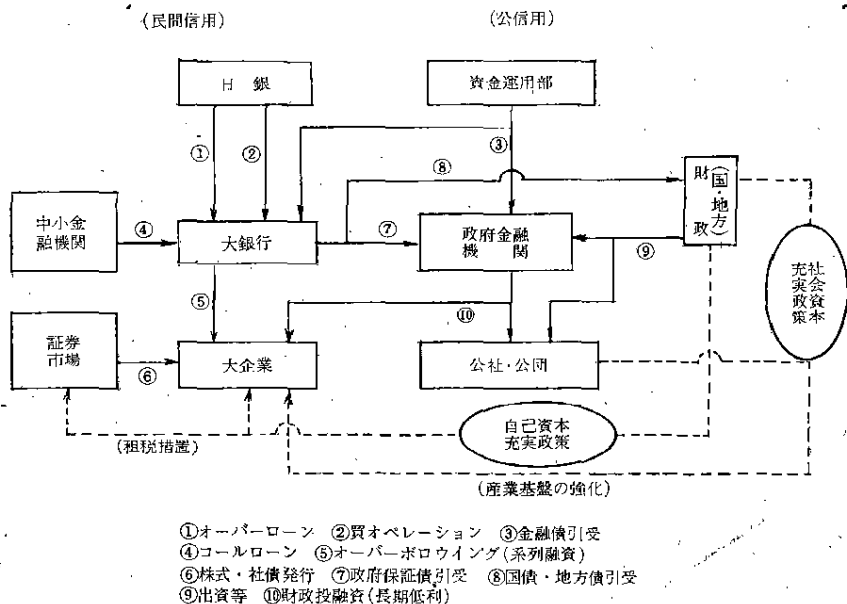 (民間信用)
(公信用)
日銀
資金運用部
①
②
③
⑧
財政(国・地方)
中小金
融機関
④
大銀行
⑦
政府金融
機関
⑨
社会資本
充実政策
⑤
⑩
証券
市場
⑥
大企業
公社・公団
自己資本
充実政策
(租税措置)
(産業基盤の強化)
①オーバーローン ②買オペレーション ③金融債引受
④コールローン ⑤オーバーボロウイング(系列融資)
⑥株式・社債発行 ⑦政府保証債引受 ⑧国債・地方債引受
⑨出資等 ⑩財政投融資(長期低利)